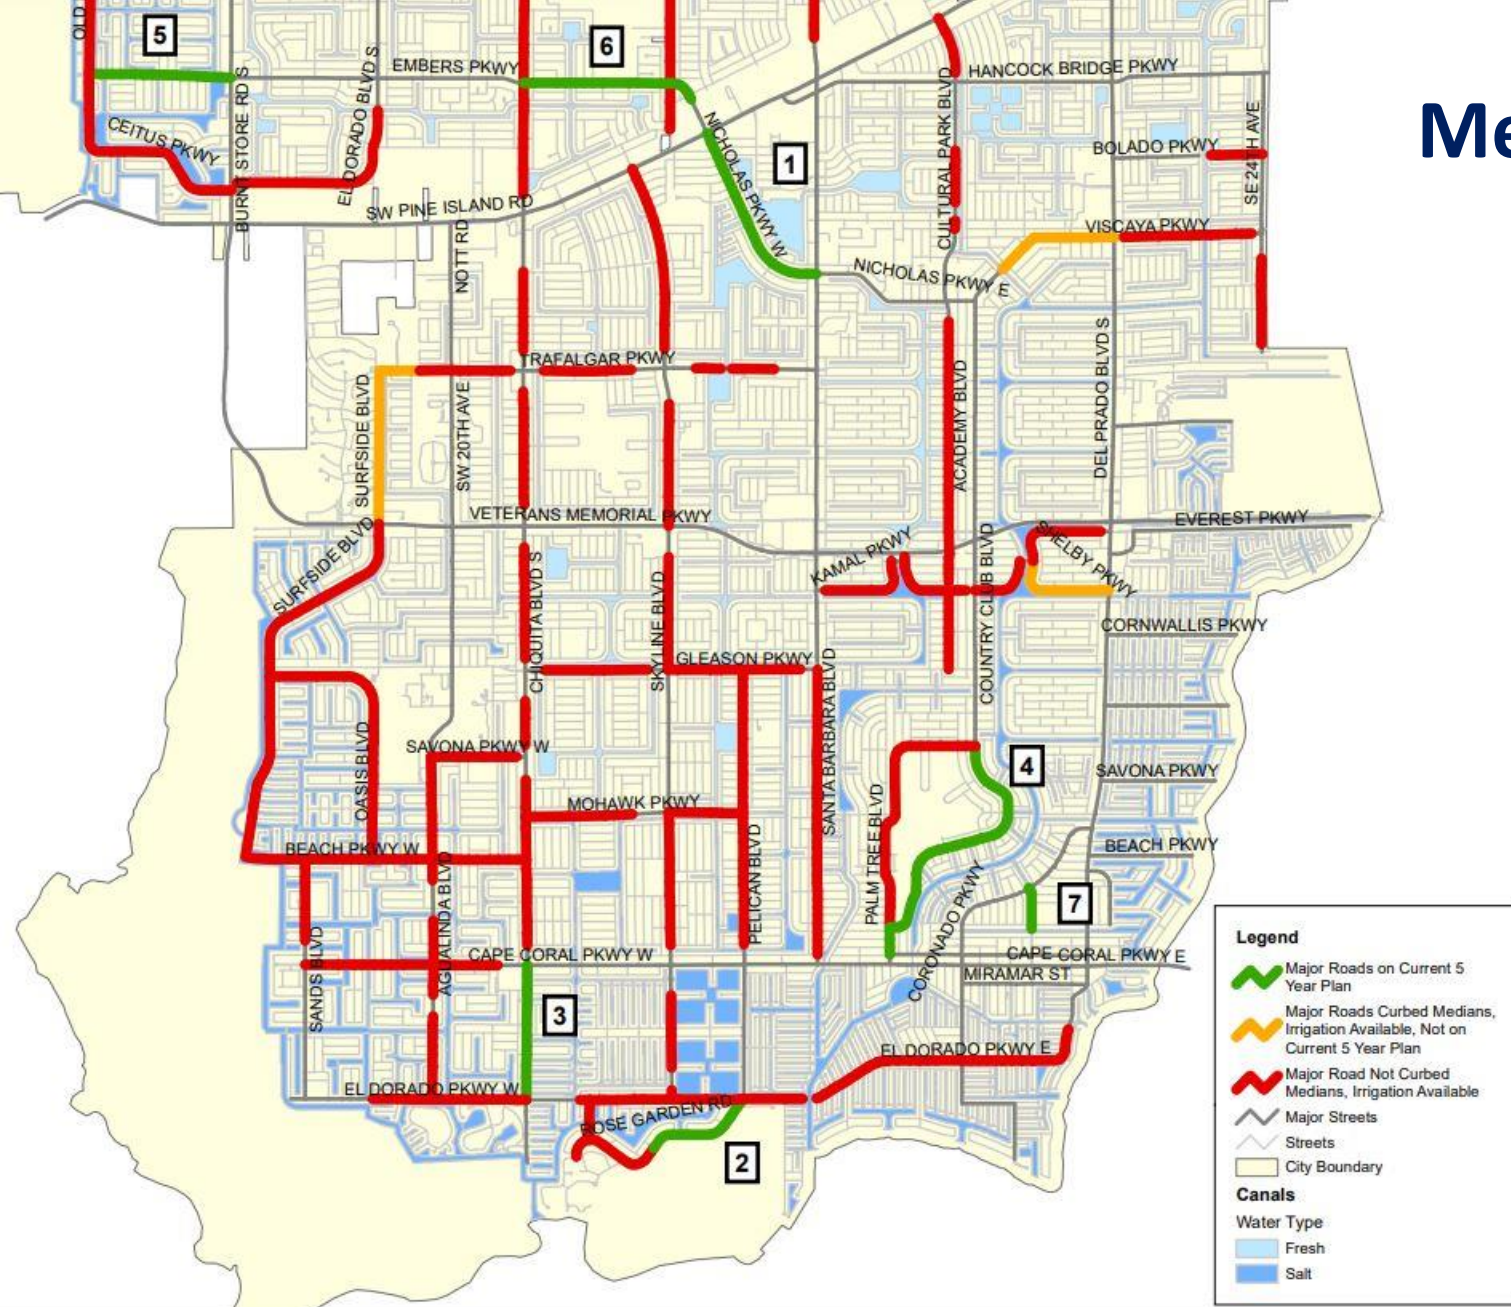 OLD
5
6
EMBERS PKWY
HANCOCK BRIDGE PKWY
Me
BURNT STORE RD S
ELDORADO BLVD S
CEITUS PKWY
NICHOLAS PKWY W
1
CULTURAL PARK BLVD
BOLADO PKWY
SE 24TH AVE
SW PINE ISLAND RD
NOTT RD
VISCAYA PKWY
NICHOLAS PKWY E
TRAFALGAR PKWY
SURFSIDE BLVD
SW 20TH AVE
ACADEMY BLVD
DEL PRADO BLVD S
VETERANS MEMORIAL PKWY
EVEREST PKWY
SURFSIDE BLVD
CHIQUITA BLVD S
SKYLINE BLVD
KAMAL PKWY
COUNTRY CLUB BLVD
SHELBY PKWY
CORNWALLIS PKWY
GLEASON PKWY
SANTA BARBARA BLVD
OASIS BLVD
SAVONA PKWY W
4
SAVONA PKWY
MOHAWK PKWY
PALM TREE BLVD
BEACH PKWY W
PELICAN BLVD
BEACH PKWY
AGUALINDA BLVD
CORONADO PKWY
7
SANDS BLVD
CAPE CORAL PKWY W
CAPE CORAL PKWY E
MIRAMAR ST
3
EL DORADO PKWY E
EL DORADO PKWY W
ROSE GARDEN RD
2
Legend
Major Roads on Current 5
Year Plan
Major Roads Curbed Medians,
Irrigation Available, Not on
Current 5 Year Plan
Major Road Not Curbed
Medians, Irrigation Available
Major Streets
Streets
City Boundary
Canals
Water Type
Fresh
Salt